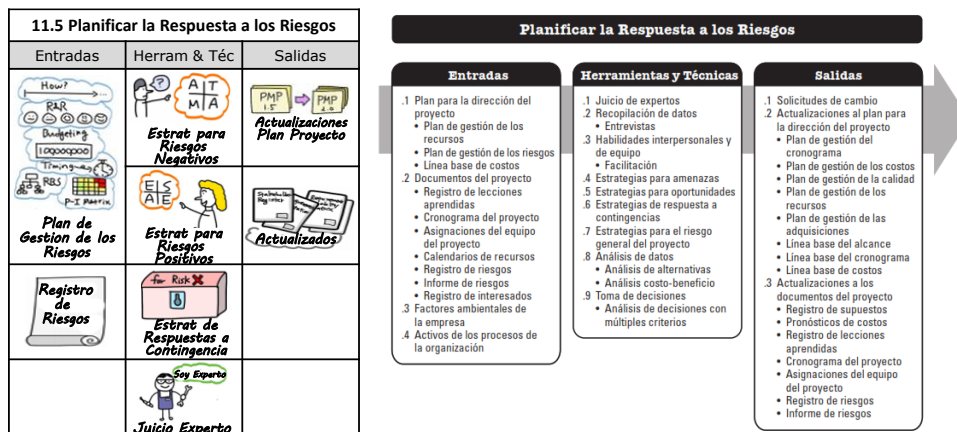 11.5 Planificar la Respuesta a los Riesgos
Entradas
Herram & Téc
Salidas
How?
R&R
Budgeting
100000000
Timing
RBS
P-I Matrix
Plan de
Gestion de los
Riesgos
A T
M A
Estrat para
Riesgos
Negativos
PMP
1.5
PMP
2.0
Actualizaciones
Plan Proyecto
E S
A E
Estrat para
Riesgos
Positivos
Stakeholder
Register
Actualizados
Registro
de
Riesgos
for Risk
Estrat de
Respuestas a
Contingencia
Soy Experto
Juicio Experto
Planificar la Respuesta a los Riesgos
Entradas
.1 Plan para la dirección del
proyecto
• Plan de gestión de los
recursos
• Plan de gestión de los riesgos
• Línea base de costos
.2 Documentos del proyecto
• Registro de lecciones
aprendidas
• Cronograma del proyecto
• Asignaciones del equipo
del proyecto
• Calendarios de recursos
• Registro de riesgos
• Informe de riesgos
• Registro de interesados
.3 Factores ambientales de
la empresa
.4 Activos de los procesos de
la organización
Herramientas y Técnicas
.1 Juicio de expertos
.2 Recopilación de datos
• Entrevistas
.3 Habilidades interpersonales y
de equipo
• Facilitación
.4 Estrategias para amenazas
.5 Estrategias para oportunidades
.6 Estrategias de respuesta a
contingencias
.7 Estrategias para el riesgo
general del proyecto
.8 Análisis de datos
• Análisis de alternativas
• Análisis costo-beneficio
.9 Toma de decisiones
• Análisis de decisiones con
múltiples criterios
Salidas
.1 Solicitudes de cambio
.2 Actualizaciones al plan para
la dirección del proyecto
• Plan de gestión del
cronograma
• Plan de gestión de los costos
• Plan de gestión de la calidad
• Plan de gestión de los
recursos
• Plan de gestión de las
adquisiciones
• Línea base del alcance
• Línea base del cronograma
• Línea base de costos
.3 Actualizaciones a los
documentos del proyecto
• Registro de supuestos
• Pronósticos de costos
• Registro de lecciones
aprendidas
• Cronograma del proyecto
• Asignaciones del equipo
del proyecto
• Registro de riesgos
• Informe de riesgos